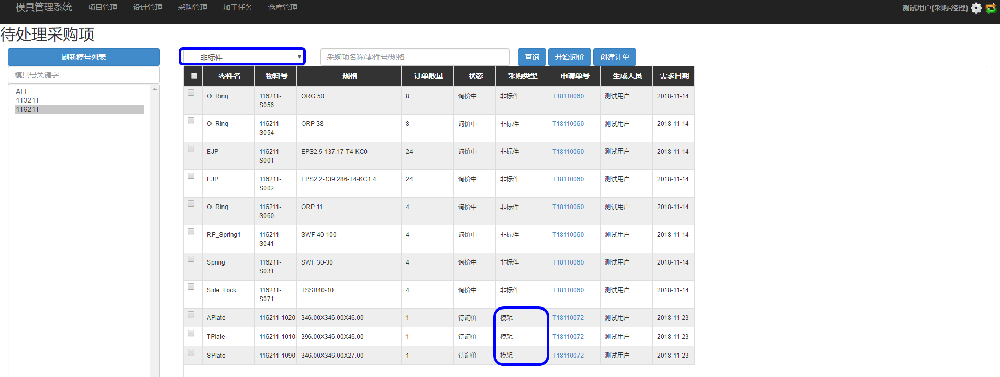 模具管理系统 项目管理 设计管理 采购管理 加工任务 仓库管理 测试用户(采购-经理)
待处理采购项
刷新模号列表
模具号关键字
ALL
113211
116211
非标件 采购项名称/零件号/规格 查询 开始询价 创建订单
零件名 物料号 规格 订单数量 状态 采购类型 申请单号 生成人员 需求日期
O_Ring 116211-S056 ORG 50 8 询价中 非标件 T18110060 测试用户 2018-11-14
O_Ring 116211-S054 ORP 38 8 询价中 非标件 T18110060 测试用户 2018-11-14
EJP 116211-S001 EPS2.5-137.17-T4-KC0 24 询价中 非标件 T18110060 测试用户 2018-11-14
EJP 116211-S002 EPS2.2-139.286-T4-KC1.4 24 询价中 非标件 T18110060 测试用户 2018-11-14
O_Ring 116211-S060 ORP 11 4 询价中 非标件 T18110060 测试用户 2018-11-14
RP_Spring1 116211-S041 SWF 40-100 4 询价中 非标件 T18110060 测试用户 2018-11-14
Spring 116211-S031 SWF 30-30 4 询价中 非标件 T18110060 测试用户 2018-11-14
Side_Lock 116211-S071 TSSB40-10 4 询价中 非标件 T18110060 测试用户 2018-11-14
APlate 116211-1020 346.00X346.00X46.00 1 待询价 模架 T18110072 测试用户 2018-11-23
TPlate 116211-1010 396.00X346.00X46.00 1 待询价 模架 T18110072 测试用户 2018-11-23
SPlate 116211-1090 346.00X346.00X27.00 1 待询价 模架 T18110072 测试用户 2018-11-23